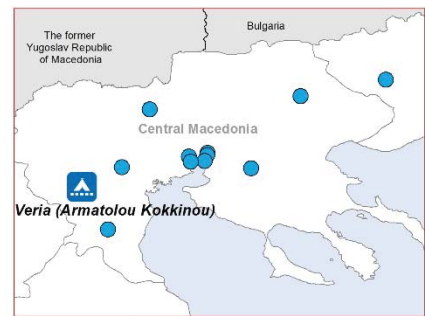 The former
Yugoslav Republic
of Macedonia
Bulgaria
Central Macedonia
Veria (Armatolou Kokkinou)